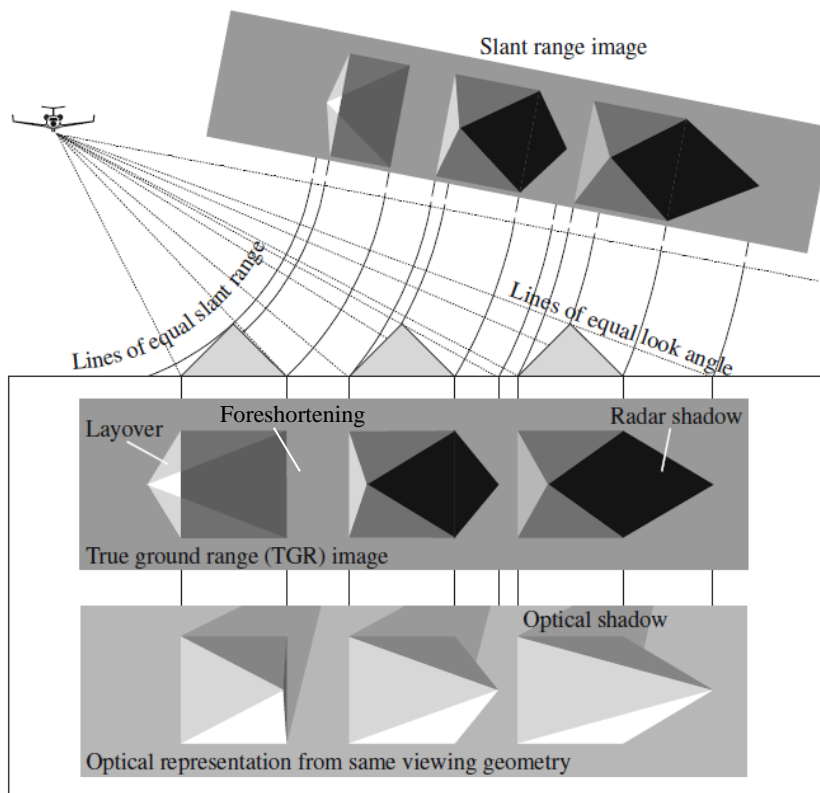 Slant range image
Lines of equal slant range
Lines of equal look angle
Foreshortening
Layover
Radar shadow
True ground range (TGR) image
Optical shadow
Optical representation from same viewing geometry